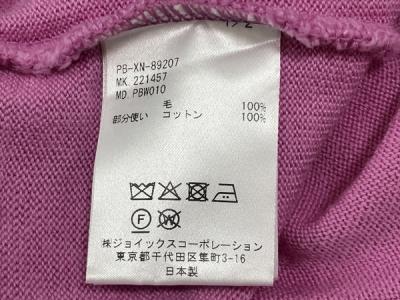 PB-XN-89207
MK. 221457
MD. PBW010
毛 100%
部分使い コットン 100%
F W
株ジョイックスコーポレーション
東京都千代田区隼町3-16
日本製